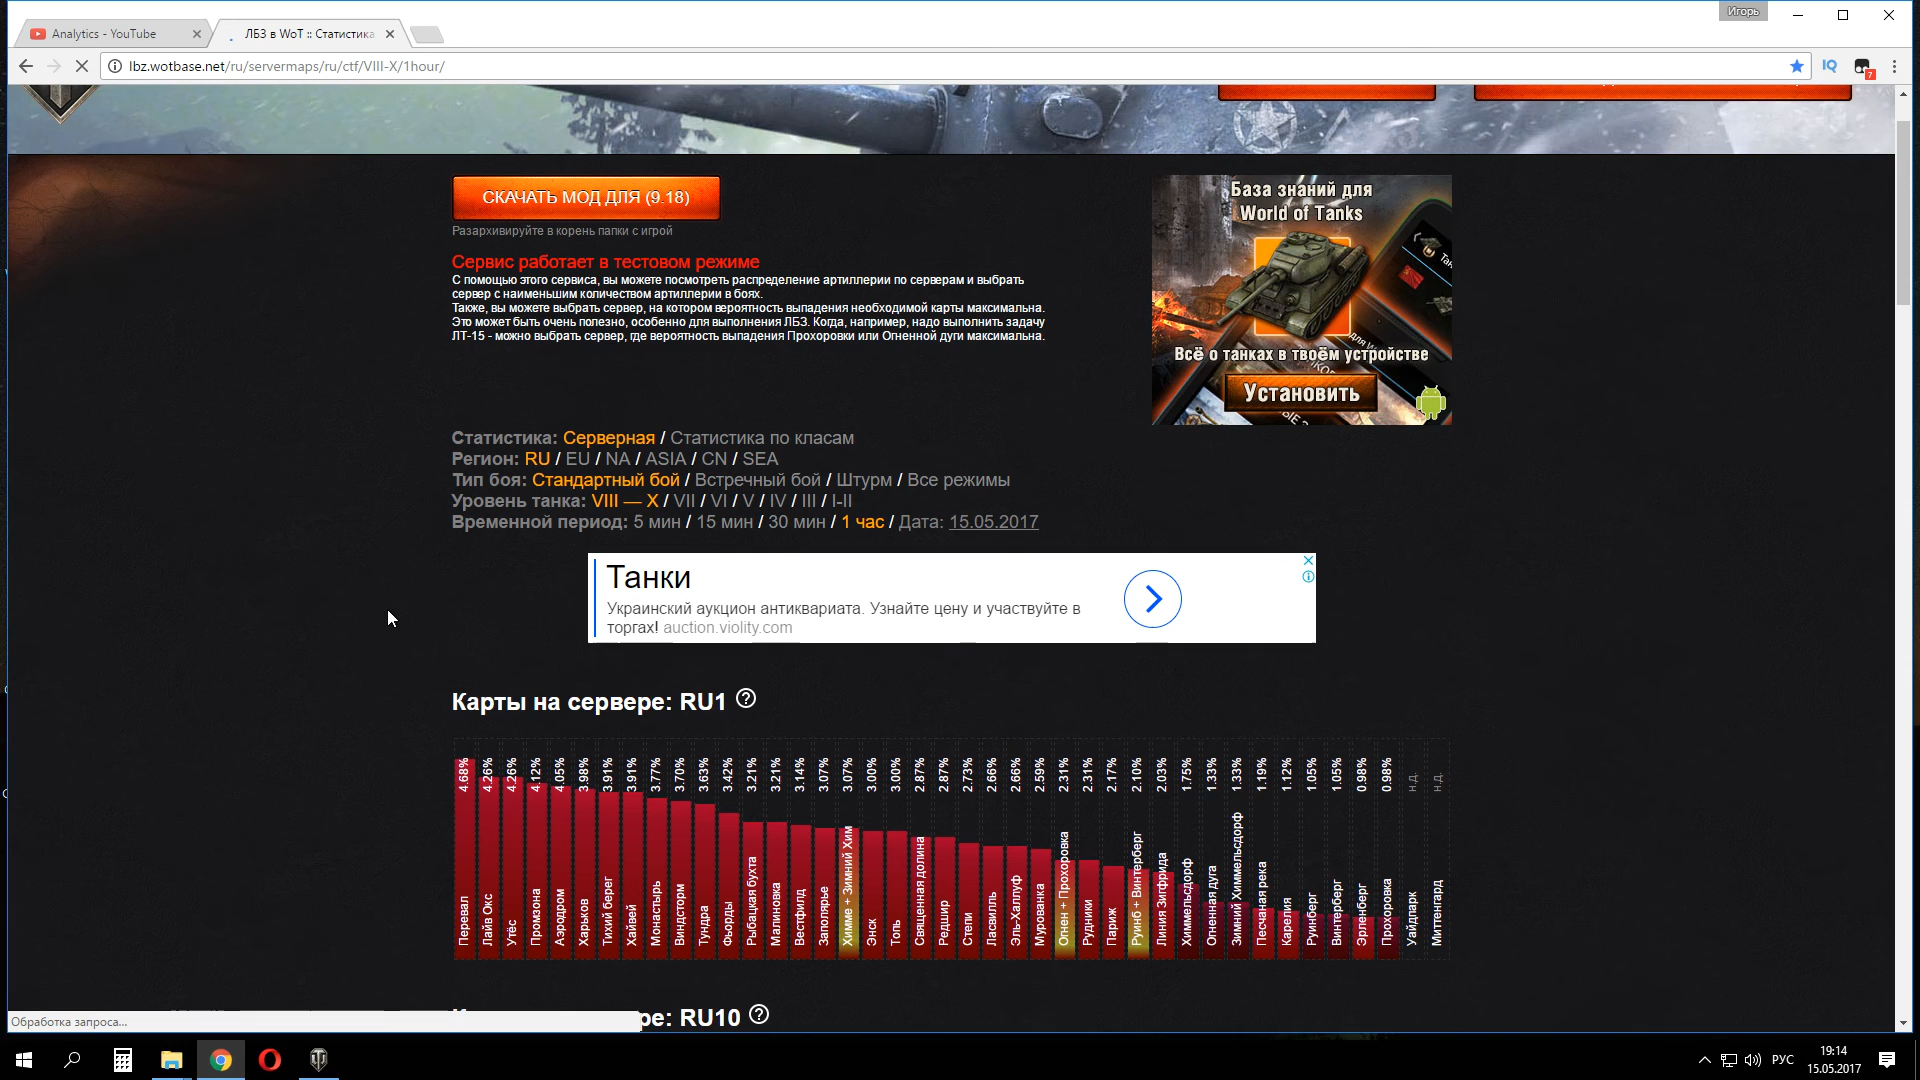 Игорь
Analytics - YouTube
ЛБЗ в WoT :: Статистика
lbz.wotbase.net/ru/servermaps/ru/ctf/VIII-X/1hour/
IQ
7
СКАЧАТЬ МОД ДЛЯ (9.18)
Разархивируйте в корень папки с игрой
Сервис работает в тестовом режиме
С помощью этого сервиса, вы можете посмотреть распределение артиллерии по серверам и выбрать
сервер с наименьшим количеством артиллерии в боях.
Также, вы можете выбрать сервер, на котором вероятность выпадения необходимой карты максимальна.
Это может быть очень полезно, особенно для выполнения ЛБЗ. Когда, например, надо выполнить задачу
ЛТ-15 - можно выбрать сервер, где вероятность выпадения Прохоровки или Огненной дуги максимальна.
База знаний для
World of Tanks
Всё о танках в твоём устройстве
Установить
Статистика: Серверная / Статистика по класам
Регион: RU / EU / NA / ASIA / CN / SEA
Тип боя: Стандартный бой / Встречный бой / Штурм / Все режимы
Уровень танка: VIII — X / VII / VI / V / IV / III / I-II
Временной период: 5 мин / 15 мин / 30 мин / 1 час / Дата: 15.05.2017
Танки
Украинский аукцион антиквариата. Узнайте цену и участвуйте в
торгах! auction.violity.com
Карты на сервере: RU1
4.68% 4.26% 4.26% 4.12% 4.05% 3.98% 3.91% 3.91% 3.77% 3.70% 3.63% 3.42% 3.21% 3.21% 3.14% 3.07% 3.07% 3.00% 3.00% 2.87% 2.87% 2.73% 2.66% 2.66% 2.59% 2.31% 2.31% 2.17% 2.10% 2.03% 1.75% 1.33% 1.33% 1.19% 1.12% 1.05% 1.05% 0.98% 0.98% н.д. н.д.
Перевал
Лайв Окс
Утёс
Промзона
Аэродром
Харьков
Тихий берег
Хайвей
Монастырь
Виндсторм
Тундра
Фьорды
Рыбацкая бухта
Малиновка
Вестфилд
Заполярье
Химме + Зимний Хим
Энск
Топь
Священная долина
Редшир
Степи
Ласвилль
Эль-Халлуф
Мурованка
Огнен + Прохоровка
Рудники
Париж
Руинб + Винтерберг
Линия Зигфрида
Химмельсдорф
Огненная дуга
Зимний Химмельсдорф
Песчаная река
Карелия
Руинберг
Винтерберг
Эрленберг
Прохоровка
Уайдпарк
Миттенгард
ре: RU10
Обработка запроса...
РУС
19:14
15.05.2017